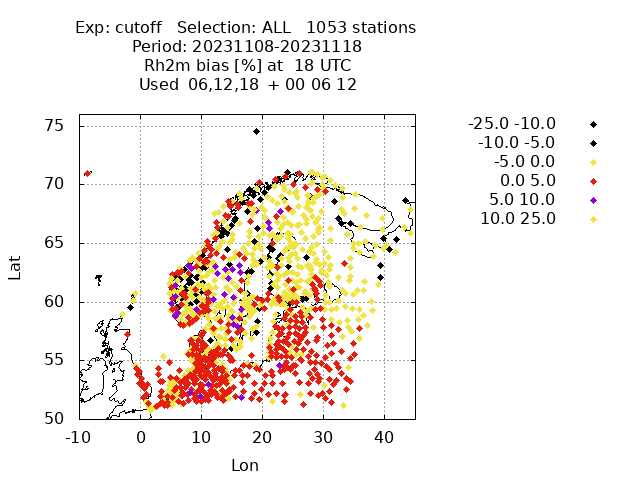 Exp: cutoff   Selection: ALL   1053 stations
Period: 20231108-20231118
Rh2m bias [%] at  18 UTC
Used  06,12,18  + 00 06 12
-25.0 -10.0
-10.0 -5.0
-5.0 0.0
0.0 5.0
5.0 10.0
10.0 25.0
75
70
65
60
55
50
Lat
-10 0 10 20 30 40
Lon